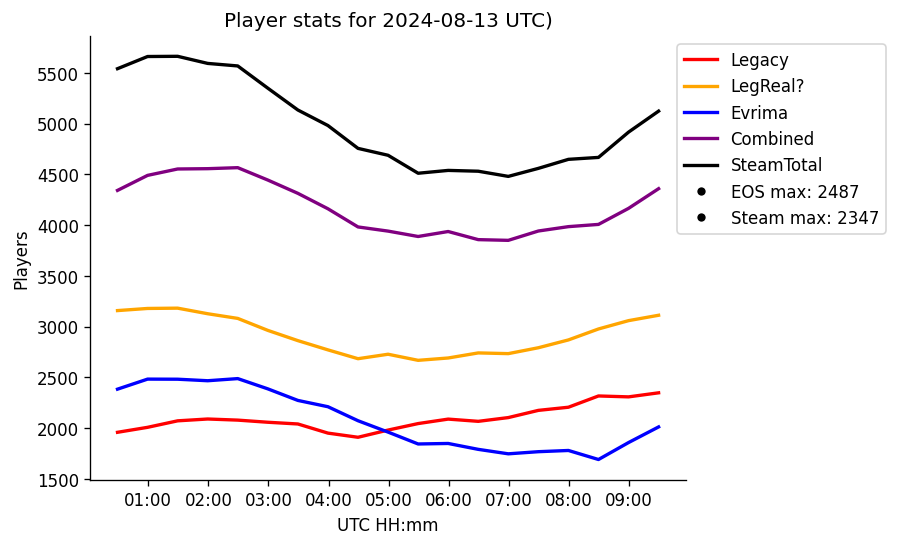 Player stats for 2024-08-13 UTC)
Legacy
LegReal?
Evrima
Combined
SteamTotal
EOS max: 2487
Steam max: 2347
5500
5000
4500
4000
3500
3000
2500
2000
1500
Players
01:00 02:00 03:00 04:00 05:00 06:00 07:00 08:00 09:00
UTC HH:mm